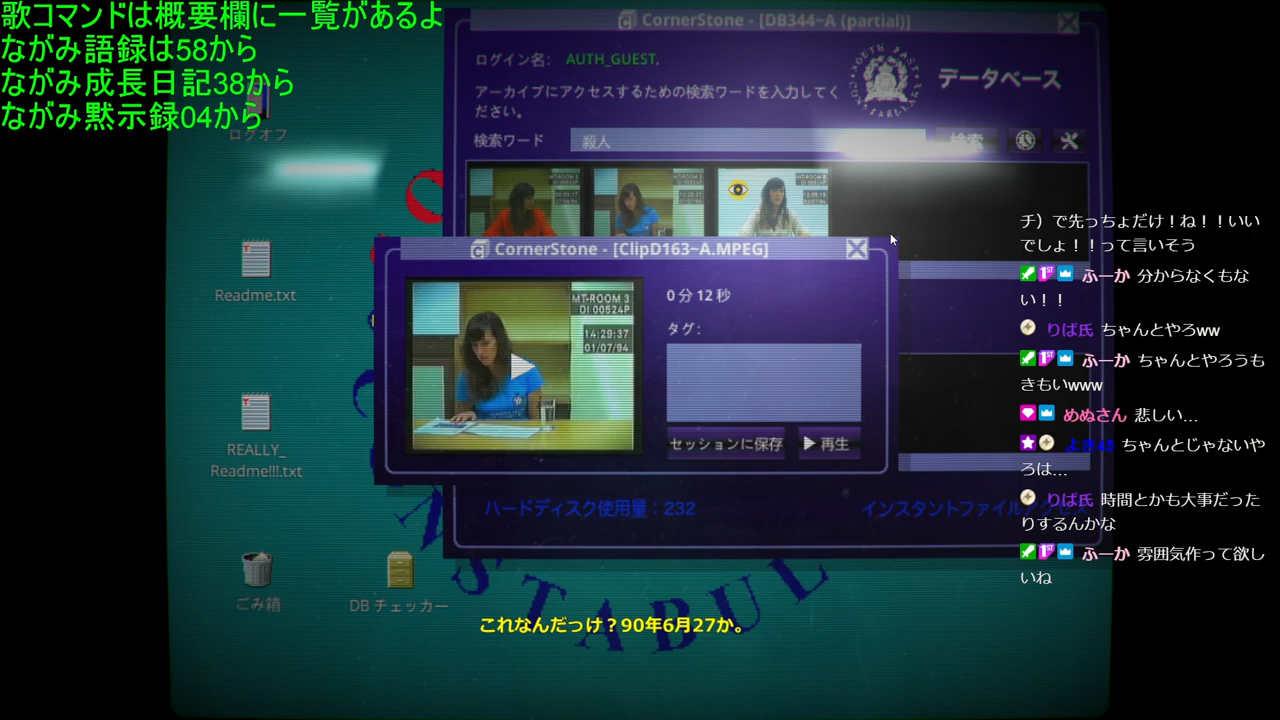 歌コマンドは概要欄に一覧があるよ
ながみ語録は58から
ながみ成長日記38から
ながみ黙示録04から
ログオフ
Readme.txt
REALLY_
Readme!!!.txt
ごみ箱
DB チェッカー
CornerStone - [DB344~A (partial)]
ログイン名: AUTH_GUEST.
アーカイブにアクセスするための検索ワードを入力してく
ださい。
データベース
検索ワード
殺人
検索
CornerStone - [ClipD163~A.MPEG]
MT-ROOM 3
DI 00524P
14:29:37
01/07/94
0 分 12 秒
タグ:
セッションに保存
再生
ハードディスク使用量：232
インスタントファイル
STABUL
これなんだっけ？90年6月27か。
チ）で先っちょだけ！ね！！いい
でしょ！！って言いそう
ふーか 分からなくもな
い！！
りば氏 ちゃんとやろww
ふーか ちゃんとやろうも
きもいwww
めぬさん 悲しい…
よき45 ちゃんとじゃないや
ろは…
りば氏 時間とかも大事だった
りするんかな
ふーか 雰囲気作って欲し
いね